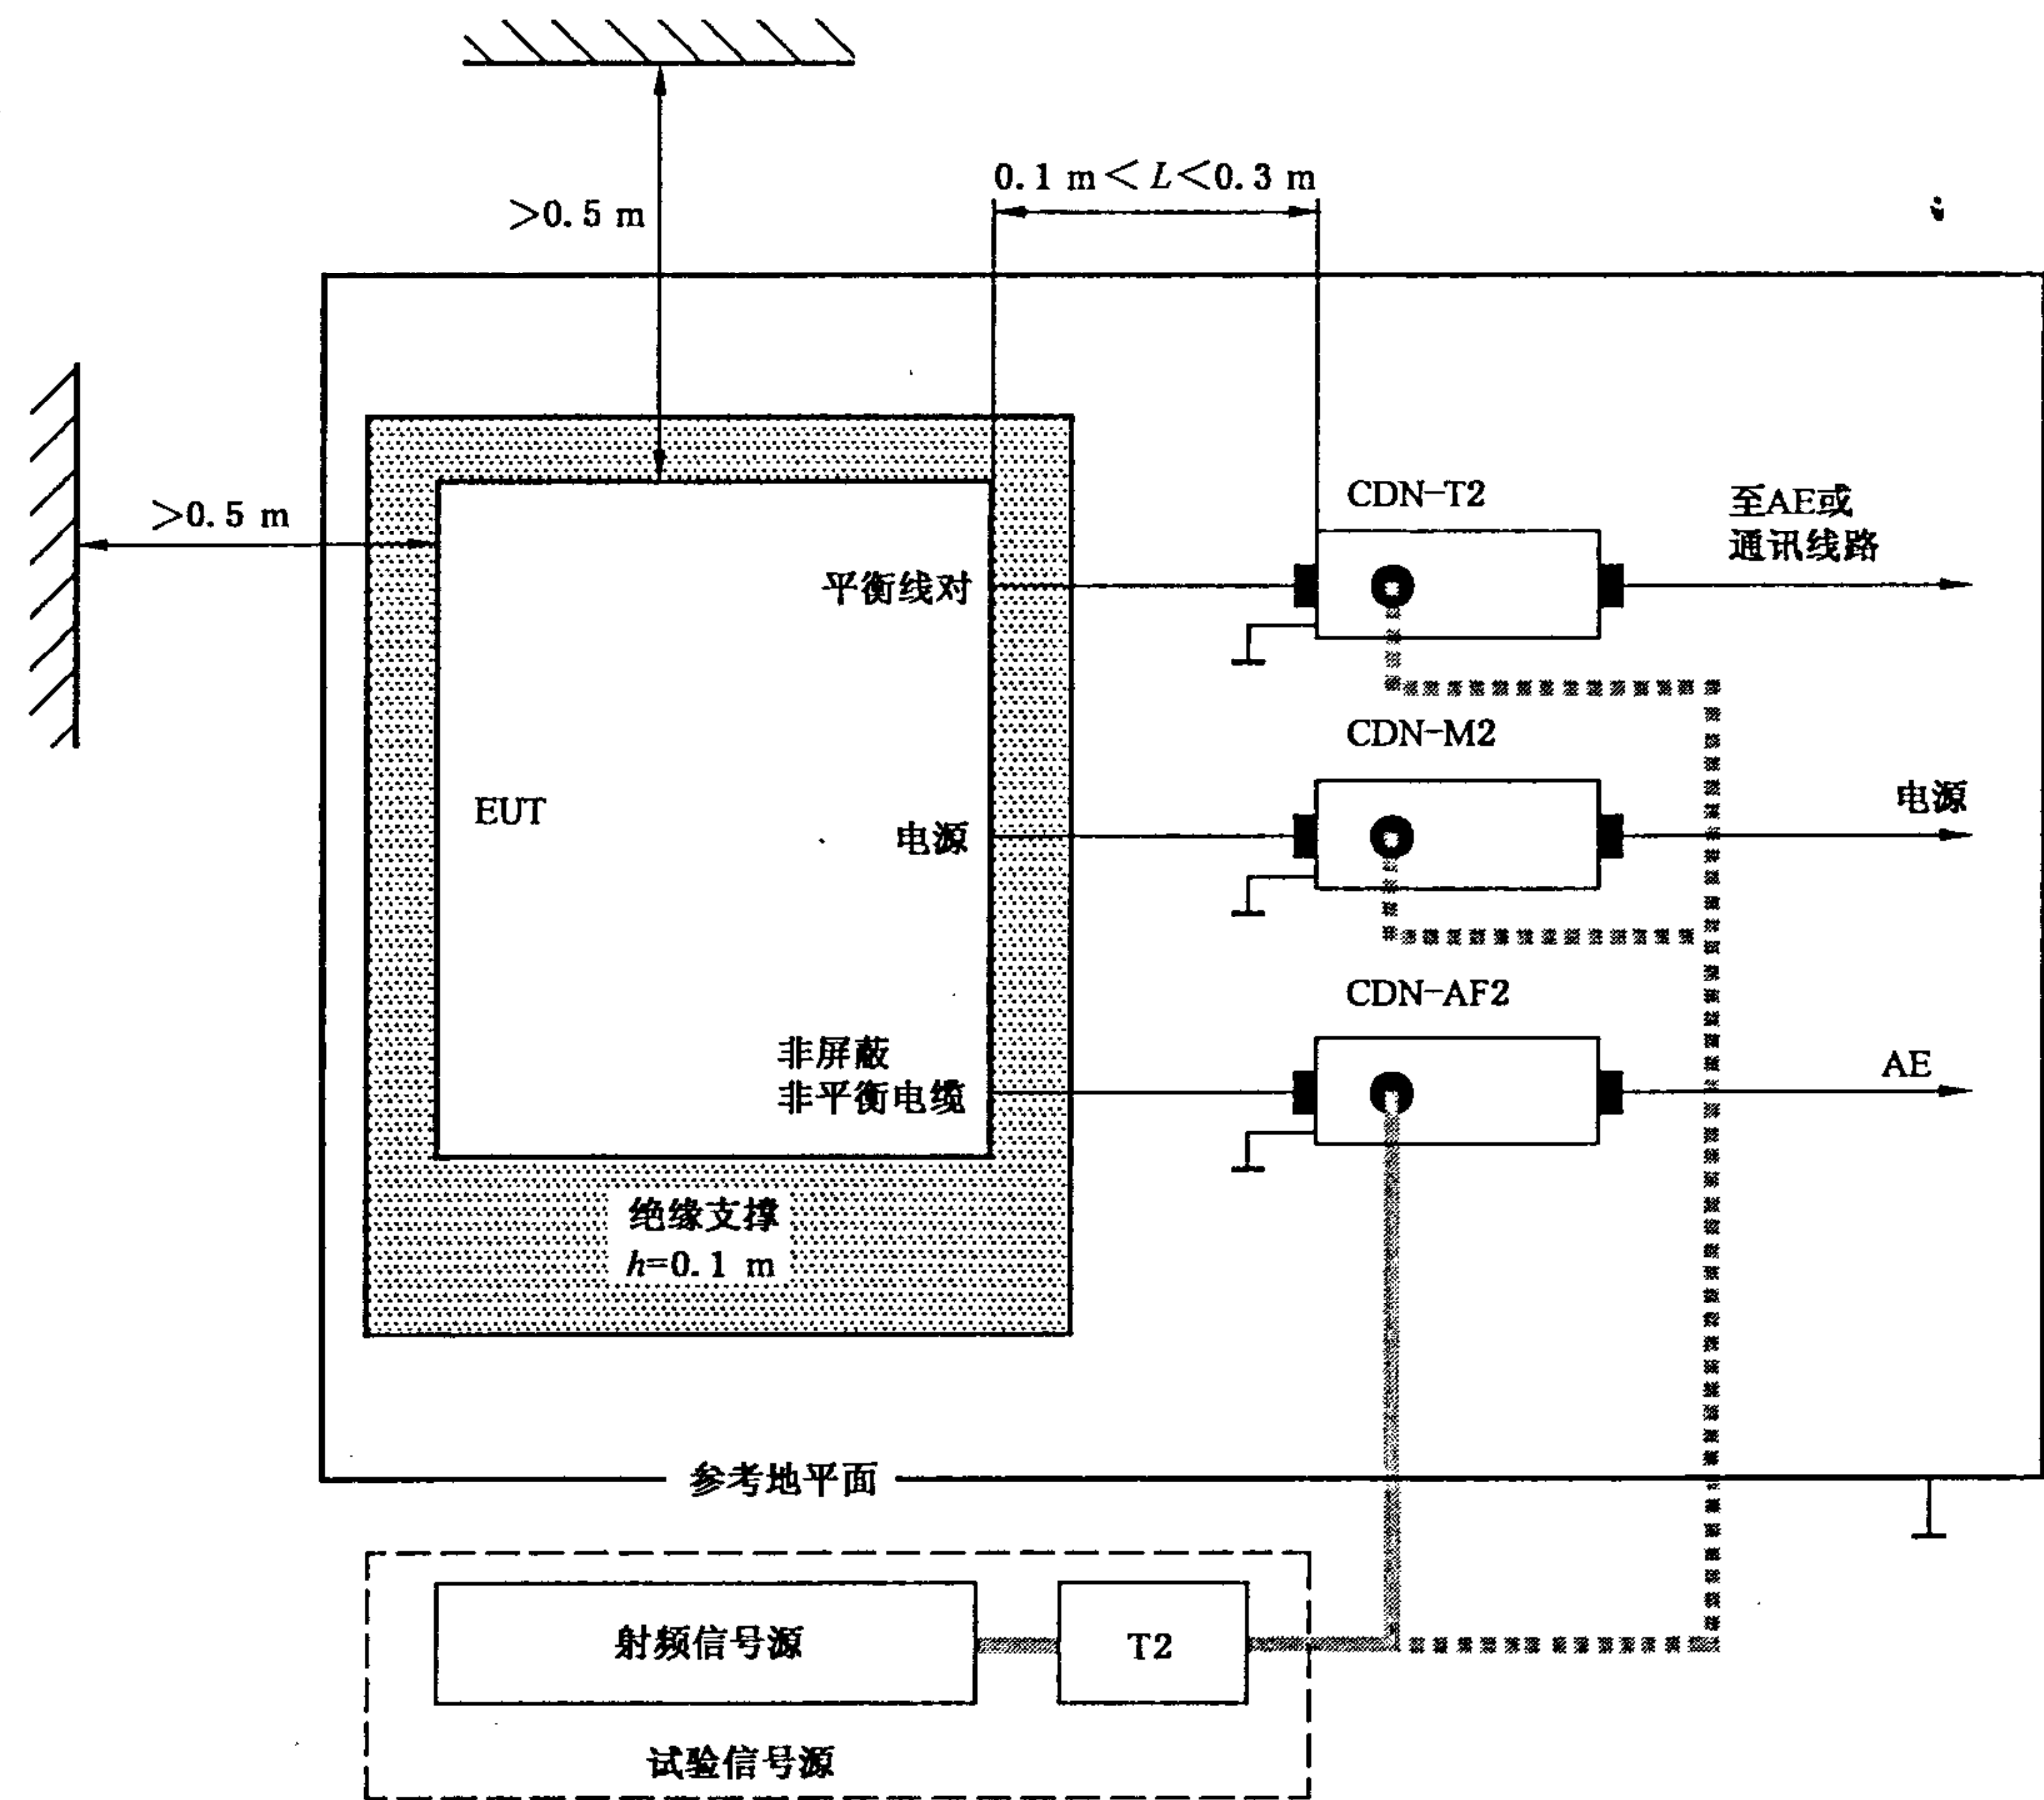 >0.5 m
0.1 m<L<0.3 m
>0.5 m
CDN-T2
至AE或
通讯线路
平衡线对
CDN-M2
EUT
电源
电源
CDN-AF2
非屏蔽
非平衡电缆
AE
绝缘支撑
h=0.1 m
参考地平面
射频信号源
T2
试验信号源